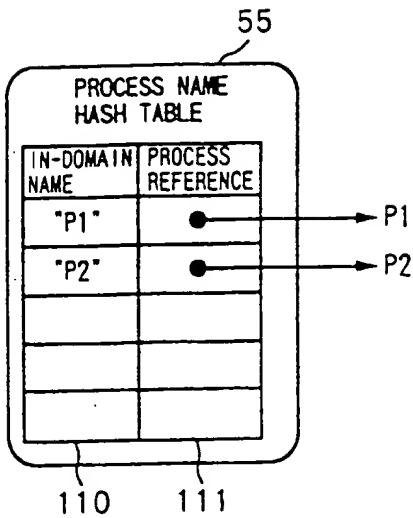 55
PROCESS NAME
HASH TABLE
IN-DOMAIN NAME PROCESS REFERENCE
"P1" P1
"P2" P2
110 111